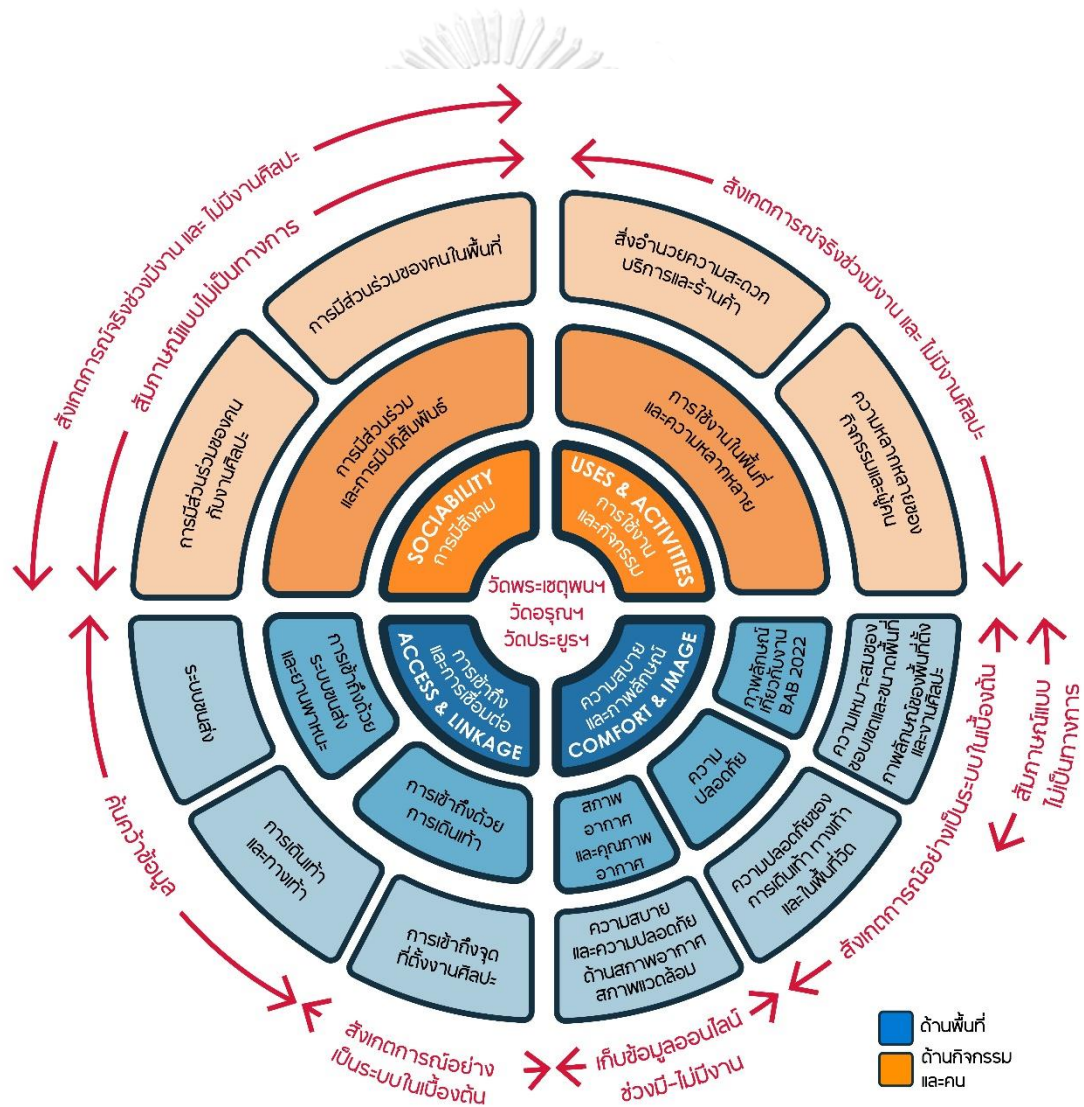 สังเกตการณ์จริงช่วงมีงาน และ ไม่มีงานศิลปะ
สัมภาษณ์แบบไม่เป็นทางการ
สังเกตการณ์จริงช่วงมีงาน และ ไม่มีงานศิลปะ
การมีส่วนร่วมของคนในพื้นที่
สิ่งอำนวยความสะดวก
บริการและร้านค้า
การมีส่วนร่วมของคน
กับงานศิลปะ
การมีส่วนร่วม
และการมีปฏิสัมพันธ์
การใช้งานในพื้นที่
และความหลากหลาย
ความหลากหลายของ
กิจกรรมและผู้คน
SOCIABILITY
การมีสังคม
USES & ACTIVITIES
การใช้งาน
และกิจกรรม
วัดพระเชตุพนฯ
วัดอรุณฯ
วัดประยูรฯ
การเข้าถึง
และการเชื่อมต่อ
ACCESS & LINKAGE
ความสบาย
และภาพลักษณ์
COMFORT & IMAGE
ระบบขนส่ง
การเข้าถึงด้วย
ระบบขนส่ง
และยานพาหนะ
ภาพลักษณ์
เกี่ยวกับงาน
BAB 2022
ความเหมาะสมของ
ขอบเขตและขนาดพื้นที่
ภาพลักษณ์ของพื้นที่ตั้ง
และงานศิลปะ
การเข้าถึงด้วย
การเดินเท้า
สภาพ
อากาศ
และคุณภาพ
อากาศ
ความ
ปลอดภัย
การเดินเท้า
และทางเท้า
ความปลอดภัยของ
การเดินเท้า ทางเท้า
และในพื้นที่วัด
การเข้าถึงจุด
ที่ตั้งงานศิลปะ
ความสบาย
และความปลอดภัย
ด้านสภาพอากาศ
สภาพแวดล้อม
ค้นคว้าข้อมูล
สังเกตการณ์อย่าง
เป็นระบบในเบื้องต้น
เก็บข้อมูลออนไลน์
ช่วงมี-ไม่มีงาน
สังเกตการณ์อย่างเป็นระบบในเบื้องต้น
สัมภาษณ์แบบ
ไม่เป็นทางการ
ด้านพื้นที่
ด้านกิจกรรม
และคน